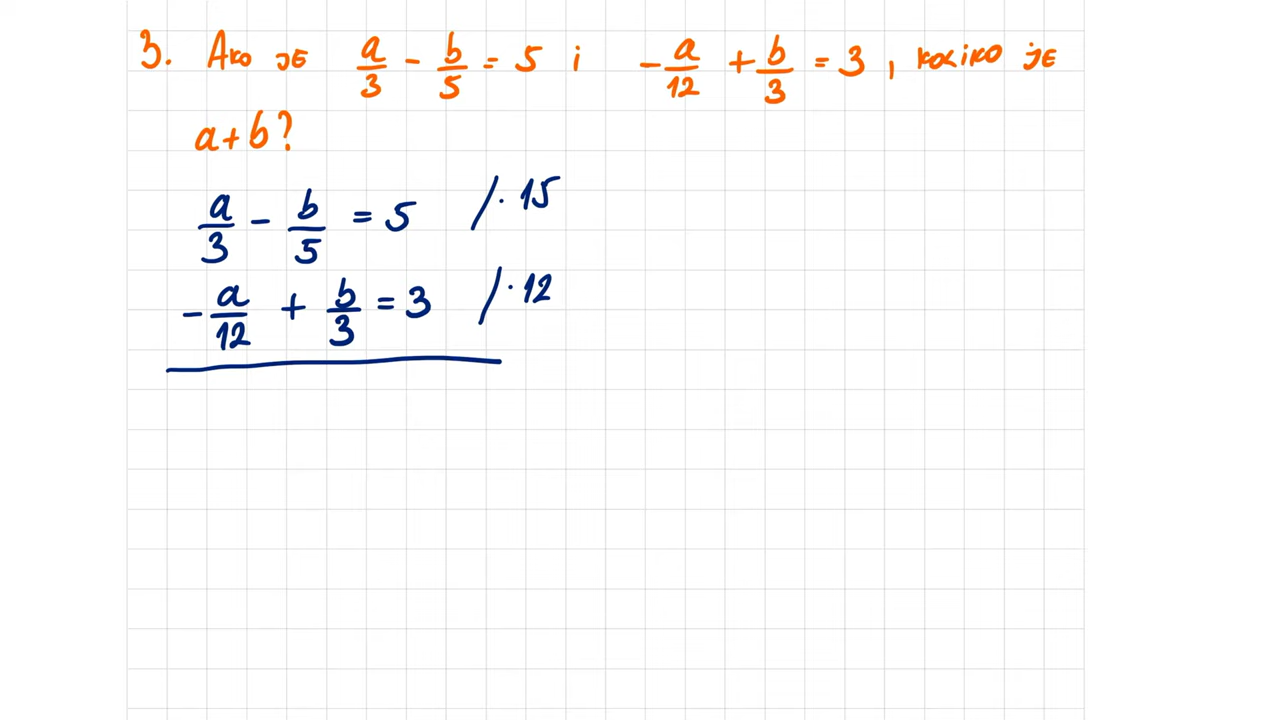 3. Ako je a/3 - b/5 = 5 i -a/12 + b/3 = 3, koliko je
a+b?
a/3 - b/5 = 5 /·15
-a/12 + b/3 = 3 /·12